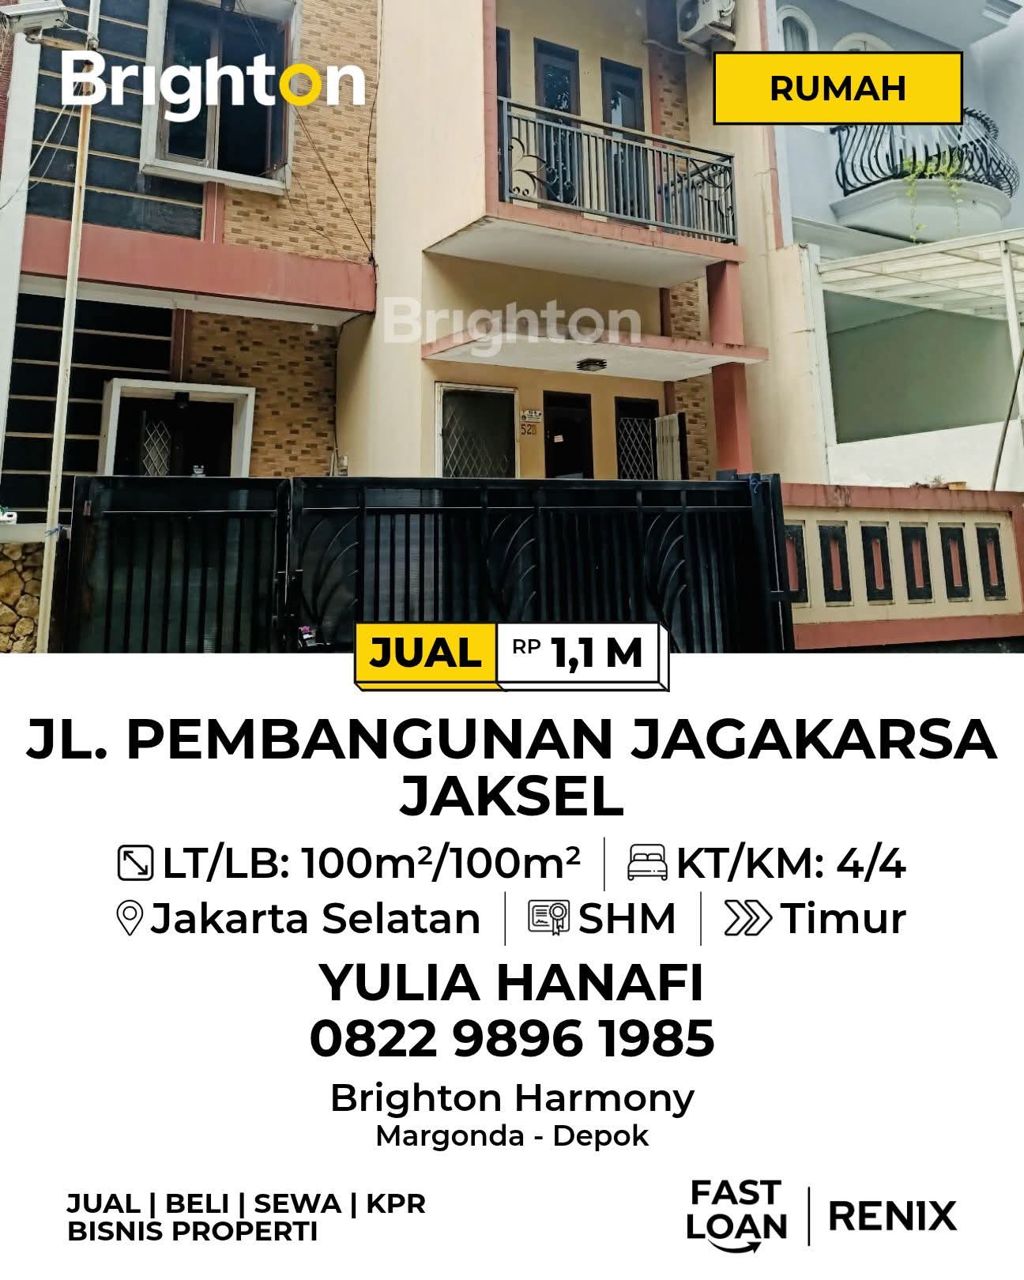 Brighton
RUMAH
Brighton
52B
JUAL RP 1,1 M
JL. PEMBANGUNAN JAGAKARSA
JAKSEL
LT/LB: 100m²/100m² | KT/KM: 4/4
Jakarta Selatan | SHM | Timur
YULIA HANAFI
0822 9896 1985
Brighton Harmony
Margonda - Depok
JUAL | BELI | SEWA | KPR
BISNIS PROPERTI
FAST
LOAN | RENIX